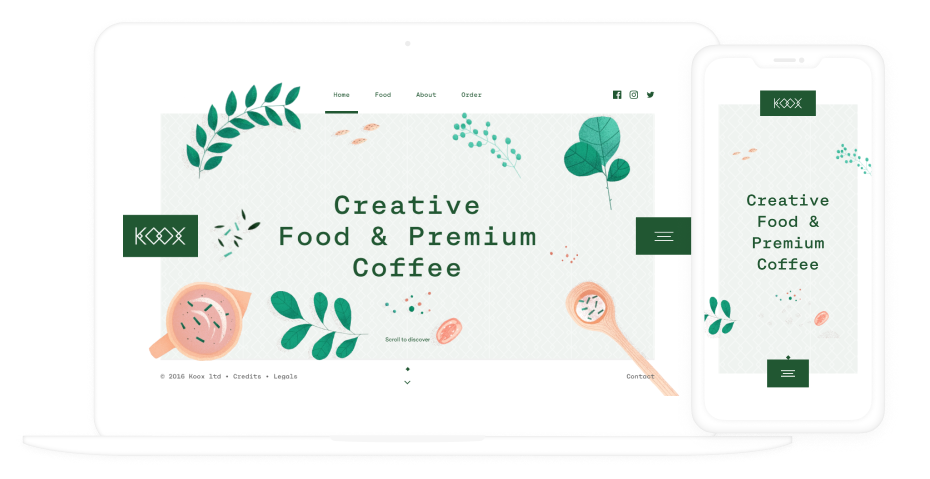 Home Food About Order
KOOX
Creative
Food & Premium
Coffee
Scroll to discover
© 2016 Koox ltd • Credits • Legals
Contact
KOOX
Creative
Food &
Premium
Coffee